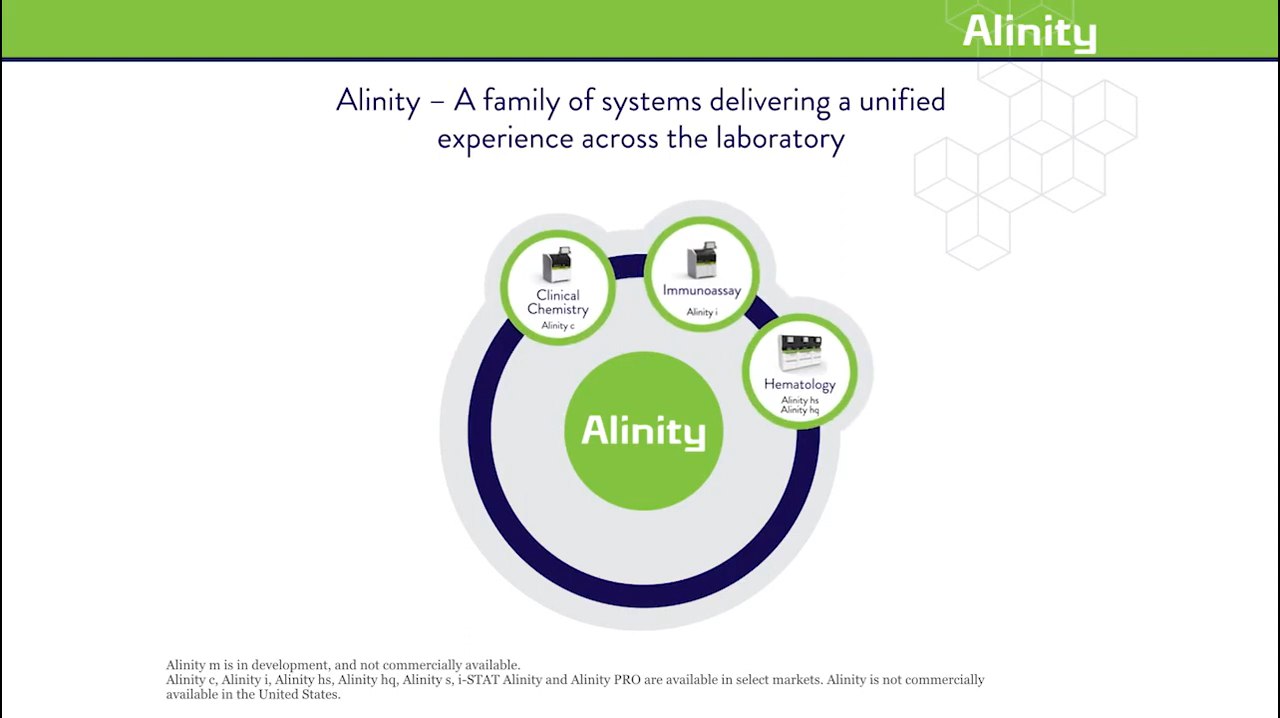 Alinity
Alinity – A family of systems delivering a unified
experience across the laboratory
Clinical
Chemistry
Alinity c
Immunoassay
Alinity i
Hematology
Alinity hs
Alinity hq
Alinity
Alinity m is in development, and not commercially available.
Alinity c, Alinity i, Alinity hs, Alinity hq, Alinity s, i-STAT Alinity and Alinity PRO are available in select markets. Alinity is not commercially
available in the United States.